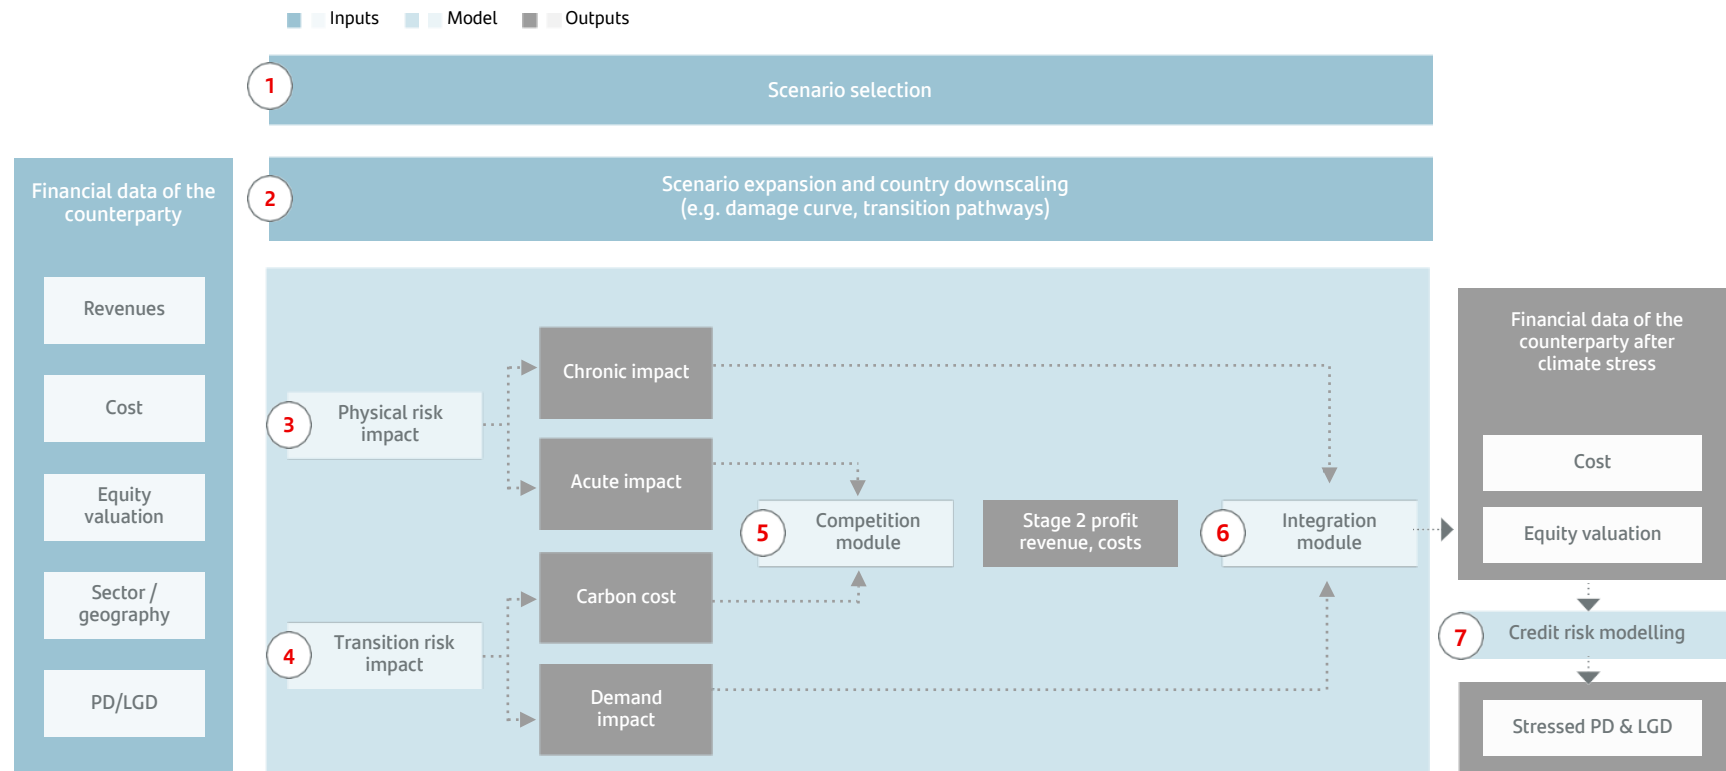 Inputs
Model
Outputs
1
Scenario selection
Financial data of the
counterparty
Revenues
Cost
Equity
valuation
Sector /
geography
PD/LGD
2
Scenario expansion and country downscaling
(e.g. damage curve, transition pathways)
3
Physical risk
impact
4
Transition risk
impact
Chronic impact
Acute impact
Carbon cost
Demand
impact
5
Competition
module
Stage 2 profit
revenue, costs
6
Integration
module
Financial data of the
counterparty after
climate stress
Cost
Equity valuation
7
Credit risk modelling
Stressed PD & LGD